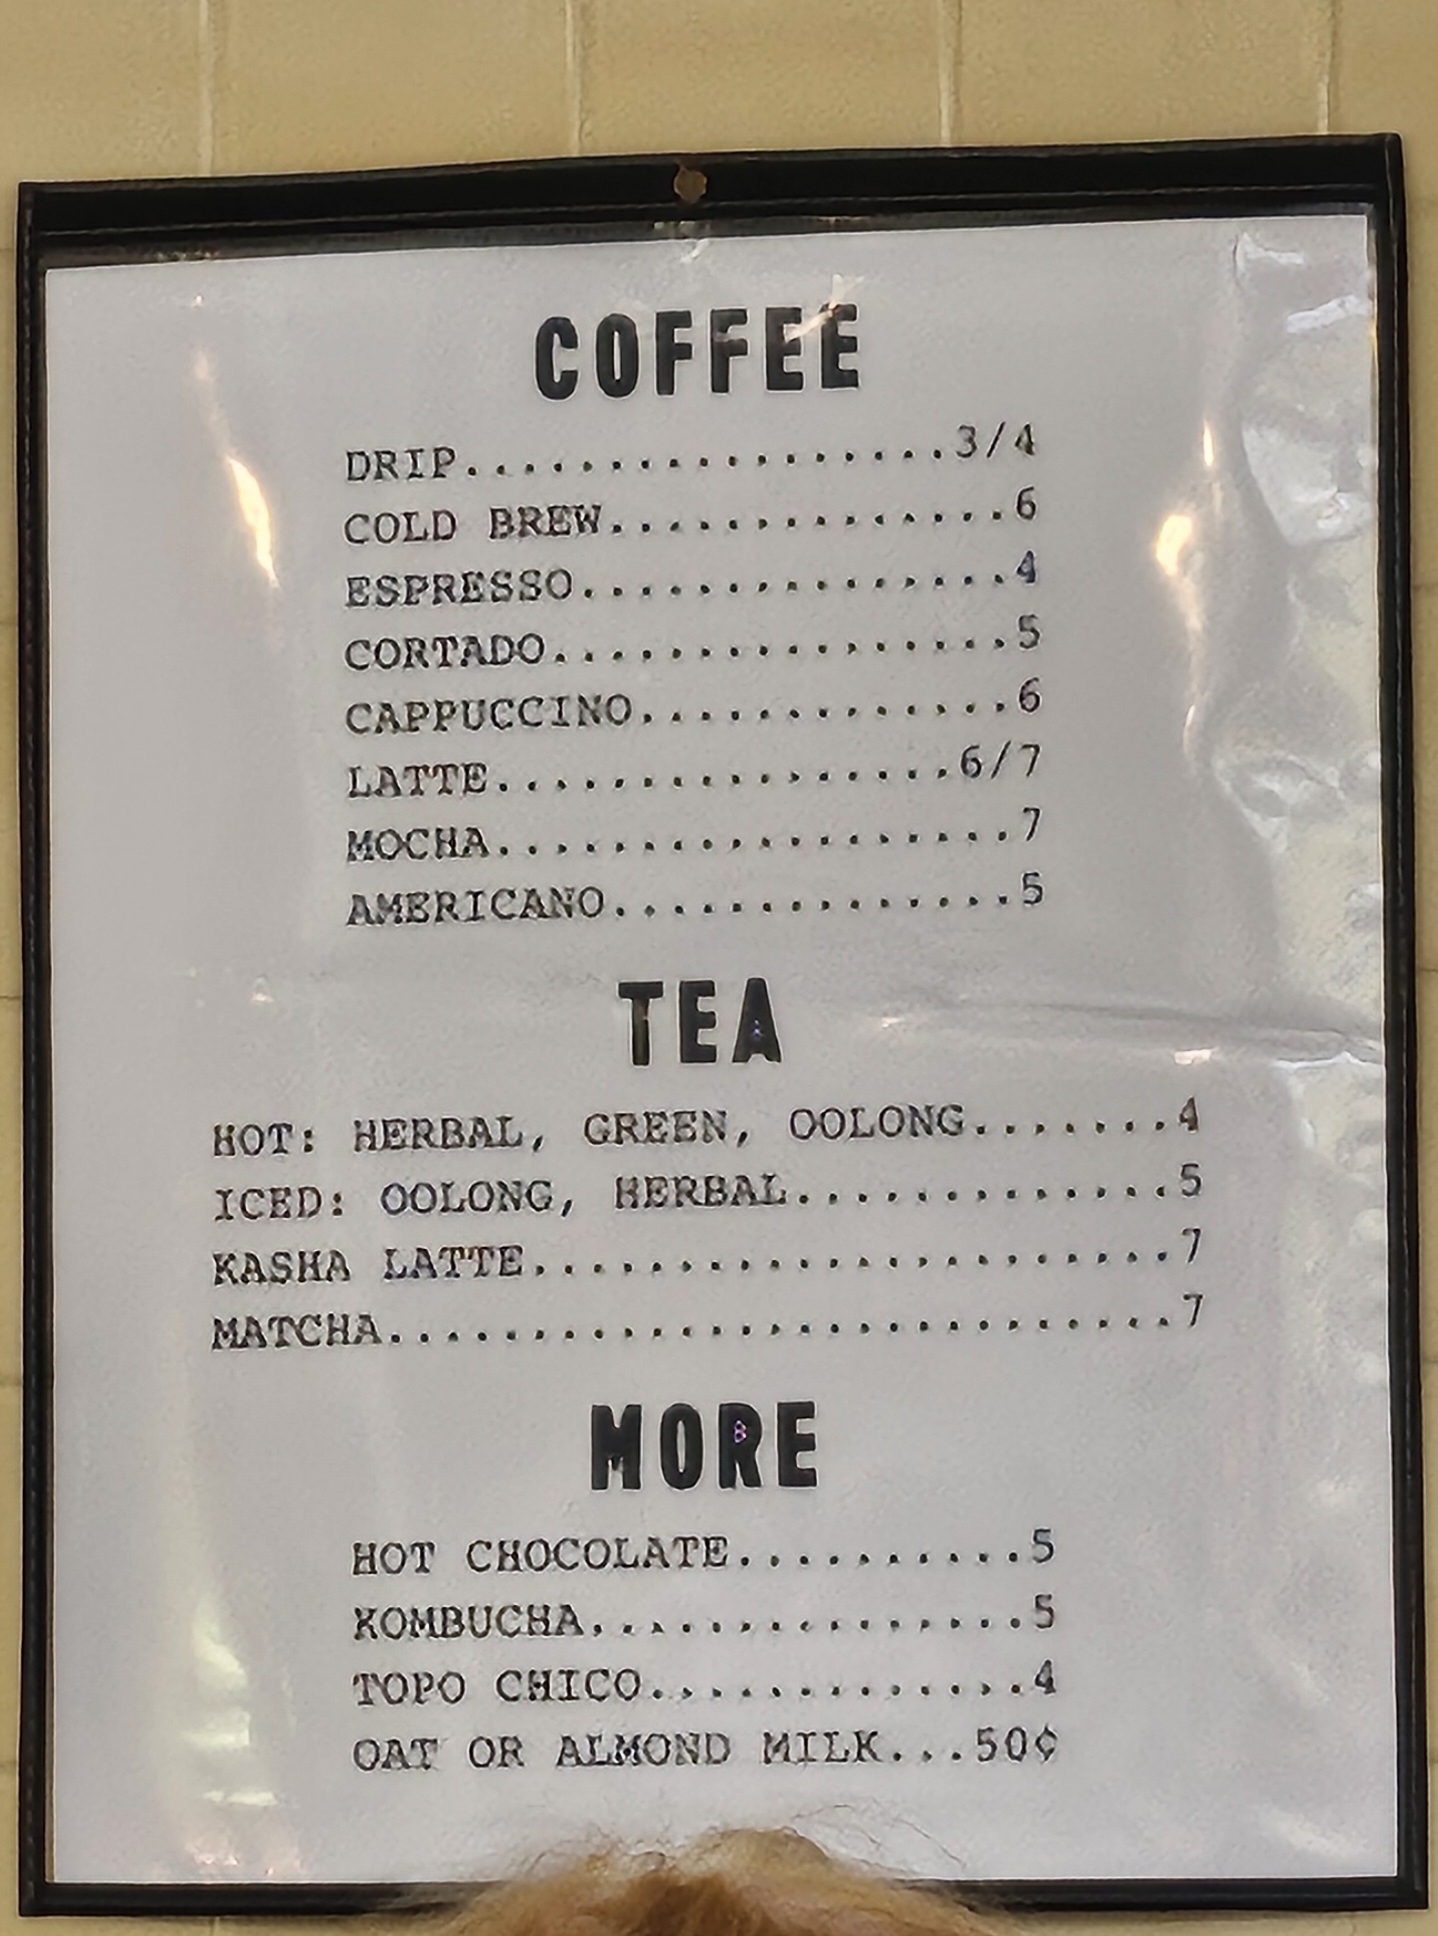 COFFEE
DRIP.................3/4
COLD BREW..............6
ESPRESSO...............4
CORTADO................5
CAPPUCCINO.............6
LATTE................6/7
MOCHA..................7
AMERICANO..............5
TEA
HOT: HERBAL, GREEN, OOLONG.......4
ICED: OOLONG, HERBAL.............5
KASHA LATTE......................7
MATCHA...........................7
MORE
HOT CHOCOLATE..........5
KOMBUCHA...............5
TOPO CHICO.............4
OAT OR ALMOND MILK...50¢